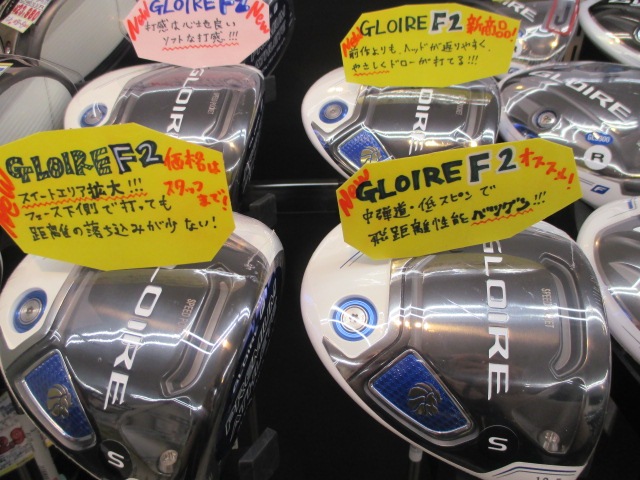 New GLOIRE F2 New
打感は心地も良い
ソフトな打感!!!
New GLOIRE F2 新商品!
前作よりも、ヘッドが返りやすく、
やさしくドローが打てる!!!
New GLOIRE F2 価格は
スタッフ
まで!
スイートエリア拡大!!!
フェース下側で打っても
距離の落ち込みが少ない!
New GLOIRE F2 オススメ!
中弾道・低スピンで
飛距離性能バツグン!!!
GLOIRE
GLOIRE
GLOIRE
R
GLOIRE
S
GLOIRE
S